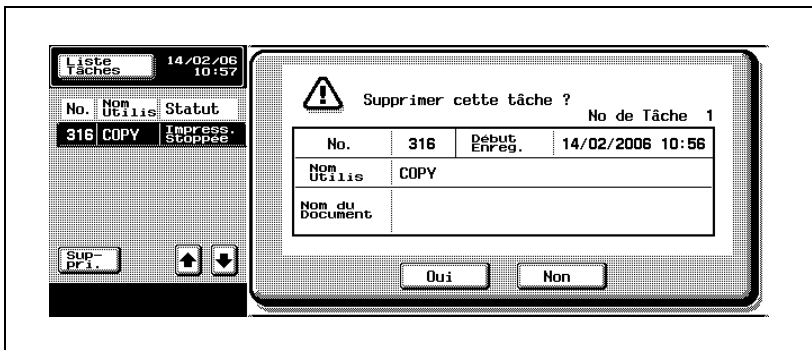 Liste
Tâches
14/02/06
10:57
No.
Nom
Utilis
Statut
316
COPY
Impress.
Stoppée
Sup-
pri.
Supprimer cette tâche ?
No de Tâche 1
No.
316
Début
Enreg.
14/02/2006 10:56
Nom
Utilis
COPY
Nom du
Document
Oui
Non